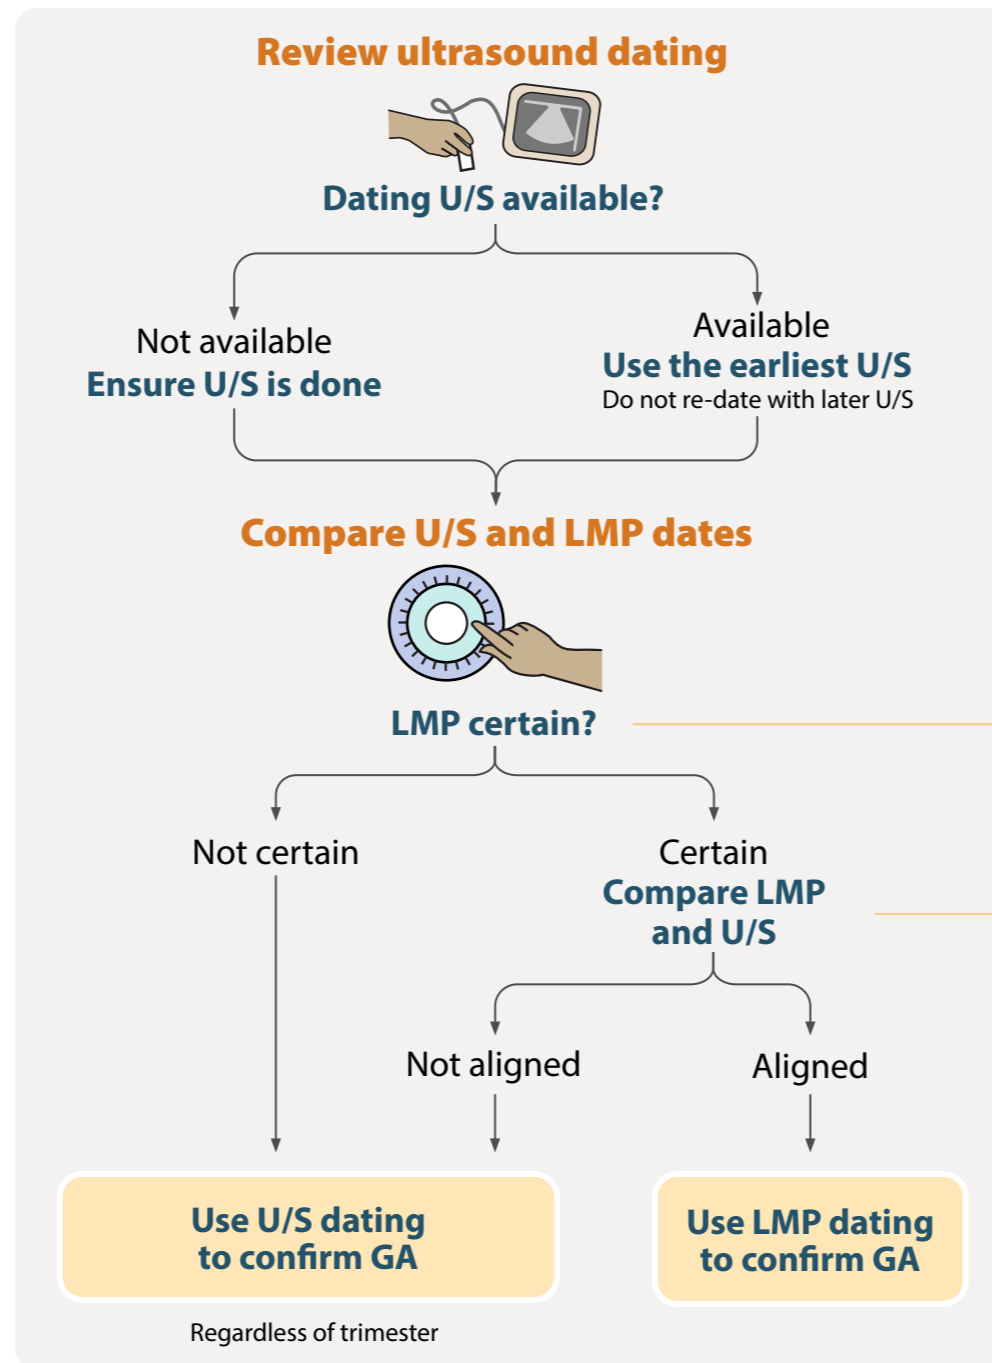 Review ultrasound dating
Dating U/S available?
Not available
Ensure U/S is done
Available
Use the earliest U/S
Do not re-date with later U/S
Compare U/S and LMP dates
LMP certain?
Not certain
Certain
Compare LMP
and U/S
Not aligned
Aligned
Use U/S dating
to confirm GA
Regardless of trimester
Use LMP dating
to confirm GA